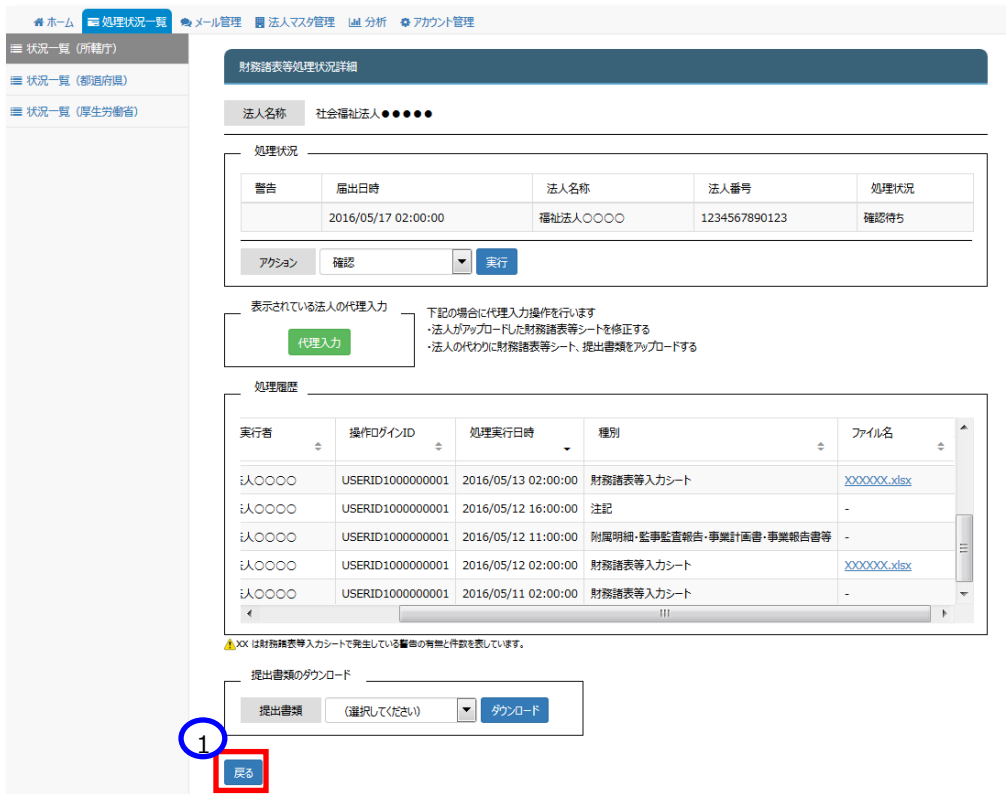 ホーム 処理状況一覧 メール管理 法人マスタ管理 分析 アカウント管理
状況一覧（所轄庁）
状況一覧（都道府県）
状況一覧（厚生労働省）
財務諸表等処理状況詳細
法人名称 社会福祉法人●●●●●
処理状況
警告 届出日時 法人名称 法人番号 処理状況
2016/05/17 02:00:00 福祉法人○○○○ 1234567890123 確認待ち
アクション 確認 実行
表示されている法人の代理入力
代理入力
下記の場合に代理入力操作を行います
・法人がアップロードした財務諸表等シートを修正する
・法人の代わりに財務諸表等シート、提出書類をアップロードする
処理履歴
実行者 操作ログインID 処理実行日時 種別 ファイル名
人○○○○ USERID1000000001 2016/05/13 02:00:00 財務諸表等入力シート XXXXXX.xlsx
人○○○○ USERID1000000001 2016/05/12 16:00:00 注記 -
人○○○○ USERID1000000001 2016/05/12 11:00:00 附属明細・監事監査報告・事業計画書・事業報告書等 -
人○○○○ USERID1000000001 2016/05/12 02:00:00 財務諸表等入力シート XXXXXX.xlsx
人○○○○ USERID1000000001 2016/05/11 02:00:00 財務諸表等入力シート -
XX は財務諸表等入力シートで発生している警告の有無と件数を表しています。
提出書類のダウンロード
提出書類 （選択してください） ダウンロード
1
戻る